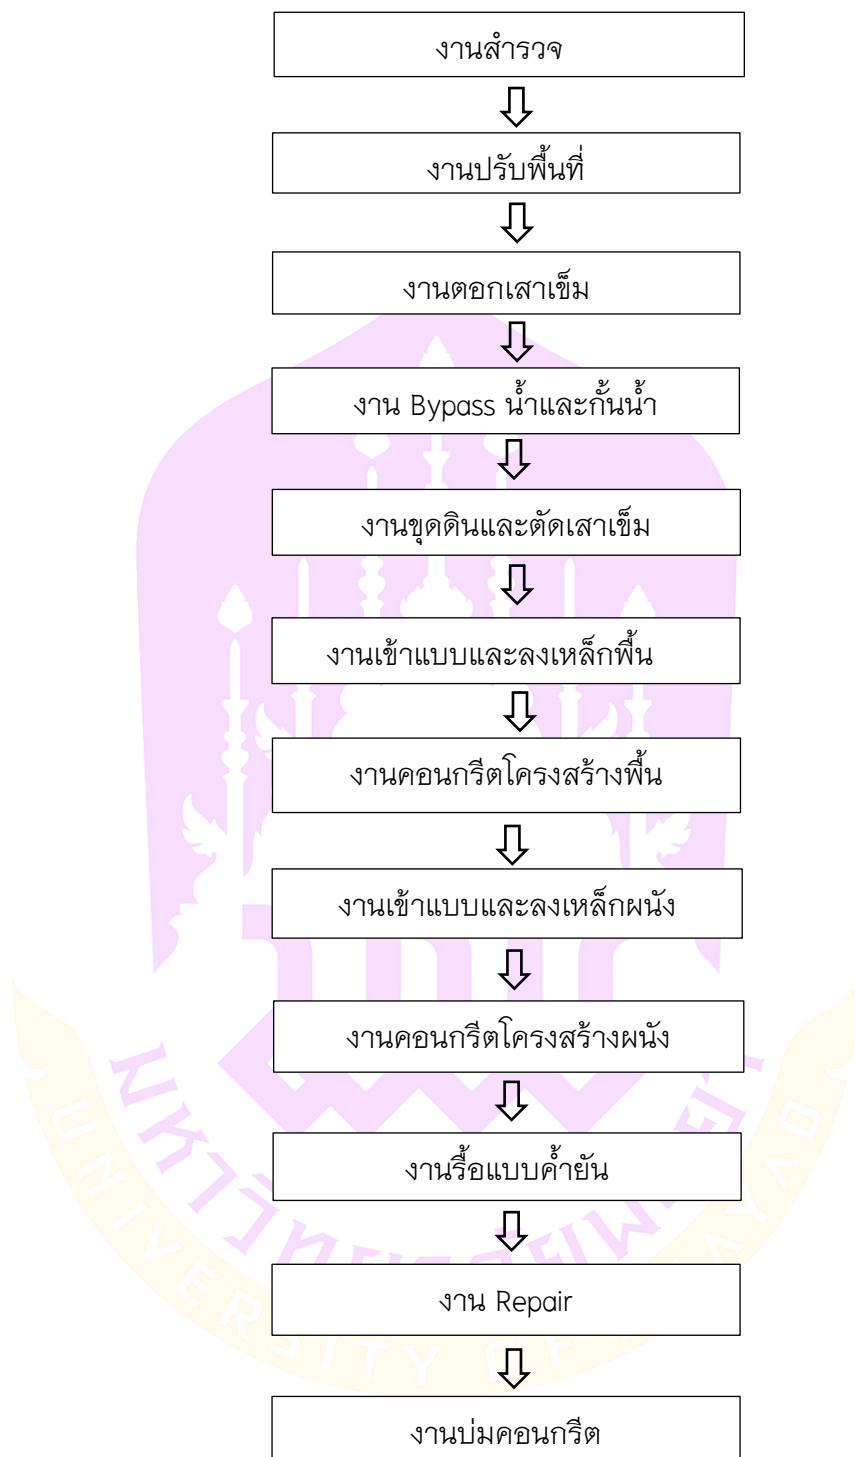 งานสำรวจ
งานปรับพื้นที่
งานตอกเสาเข็ม
งาน Bypass น้ำและกั้นน้ำ
งานขุดดินและตัดเสาเข็ม
งานเข้าแบบและลงเหล็กพื้น
งานคอนกรีตโครงสร้างพื้น
งานเข้าแบบและลงเหล็กผนัง
งานคอนกรีตโครงสร้างผนัง
งานรื้อแบบค้ำยัน
งาน Repair
งานบ่มคอนกรีต